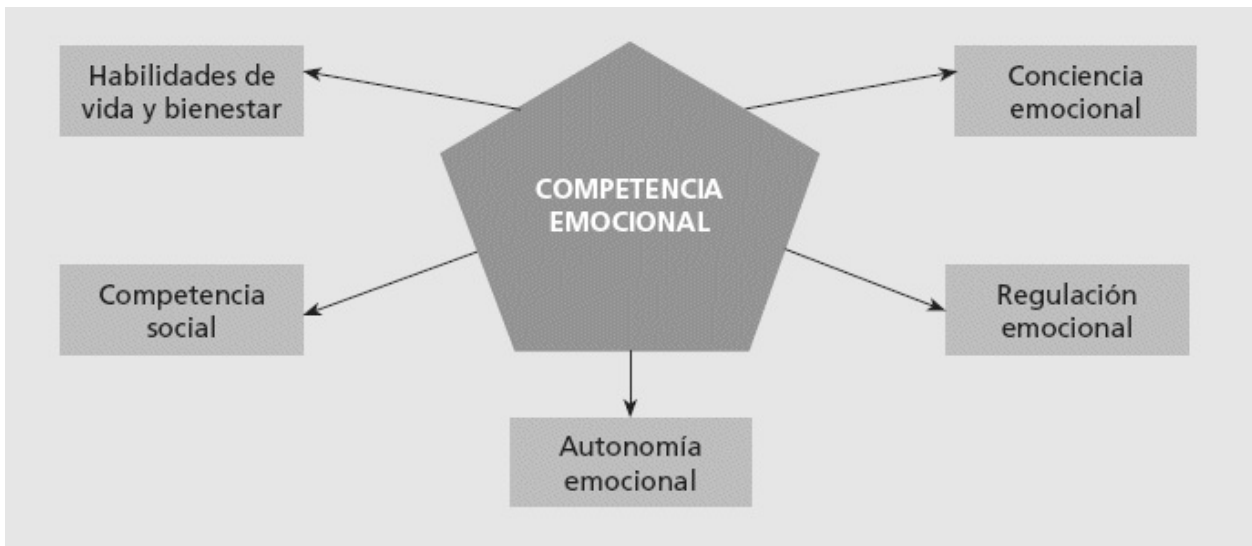 Habilidades de
vida y bienestar
Conciencia
emocional
COMPETENCIA
EMOCIONAL
Competencia
social
Regulación
emocional
Autonomía
emocional